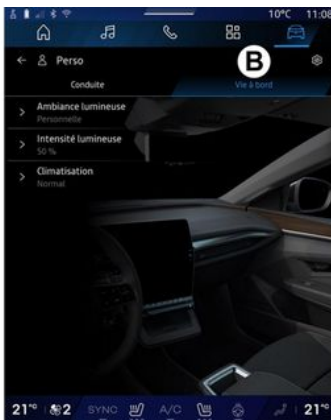 10°C 11:08
Perso
B
Conduite Vie à bord
Ambiance lumineuse
Personnelle
Intensité lumineuse
50 %
Climatisation
Normal
21°C 2 SYNC A/C 21°C